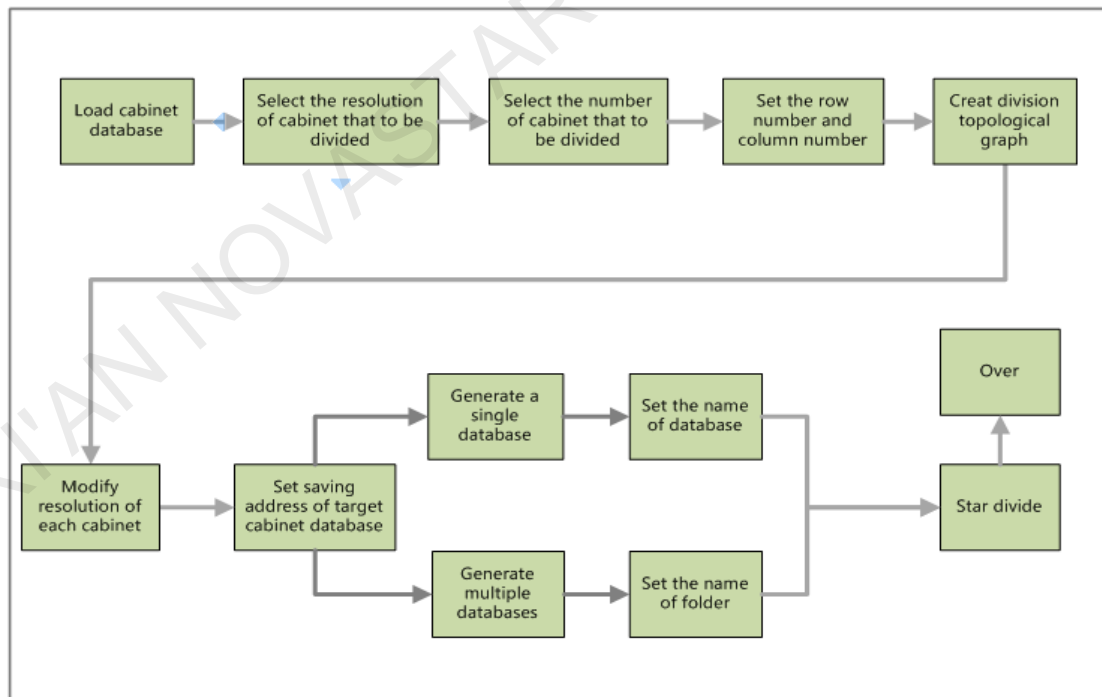 Load cabinet
database
Select the resolution
of cabinet that to be
divided
Select the number
of cabinet that to
be divided
Set the row
number and
column number
Creat division
topological
graph
Modify
resolution of
each cabinet
Set saving
address of target
cabinet database
Generate a
single
database
Set the name
of database
Generate
multiple
databases
Set the name
of folder
Star divide
Over
I'AN NOVASTAR